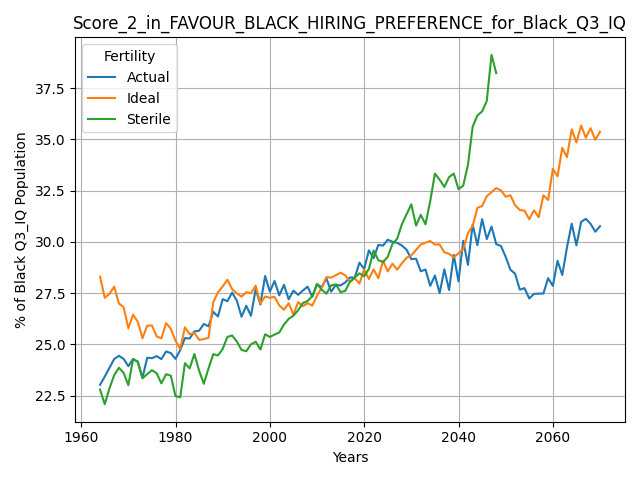 Score_2_in_FAVOUR_BLACK_HIRING_PREFERENCE_for_Black_Q3_IQ
Fertility
Actual
Ideal
Sterile
37.5
35.0
32.5
30.0
27.5
25.0
22.5
% of Black Q3_IQ Population
1960
1980
2000
2020
2040
2060
Years